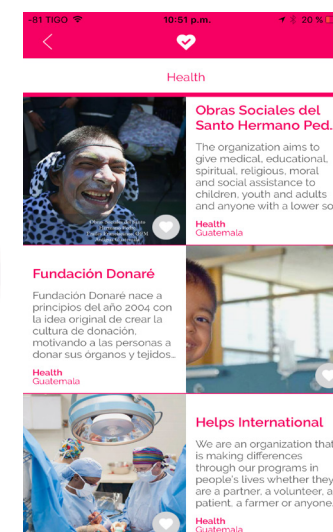 -81 TIGO 10:51 p.m. 20 %
Health
Obras Sociales del
Santo Hermano Ped..
The organization aims to
give medical, educational,
spiritual, religious, moral
and social assistance to
children, youth and adults
and anyone with a lower so
Health
Guatemala
Fundación Donaré
Fundación Donaré nace a
principios del año 2004 con
la idea original de crear la
cultura de donación,
motivando a las personas a
donar sus órganos y tejidos...
Health
Guatemala
Helps International
We are an organization that
is making differences
through our programs in
people's lives whether they
are a partner, a volunteer, a
patient, a farmer or anyone
Health
Guatemala